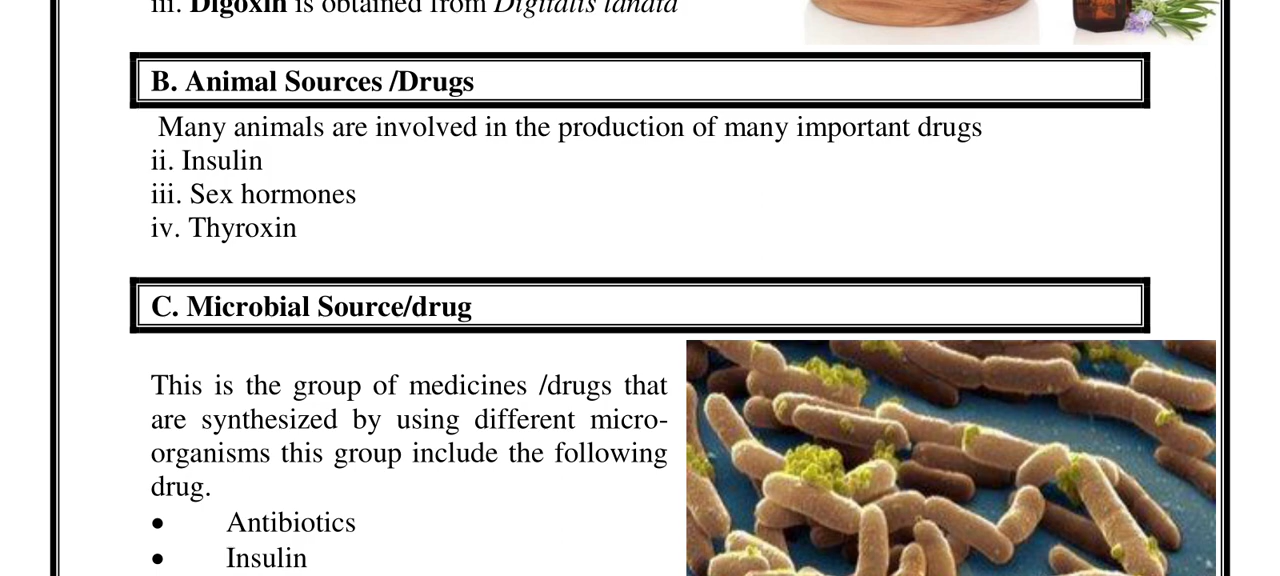 iii. Digoxin is obtained from Digitalis lanata
B. Animal Sources /Drugs
Many animals are involved in the production of many important drugs
ii. Insulin
iii. Sex hormones
iv. Thyroxin
C. Microbial Source/drug
This is the group of medicines /drugs that
are synthesized by using different micro-
organisms this group include the following
drug.
• Antibiotics
• Insulin